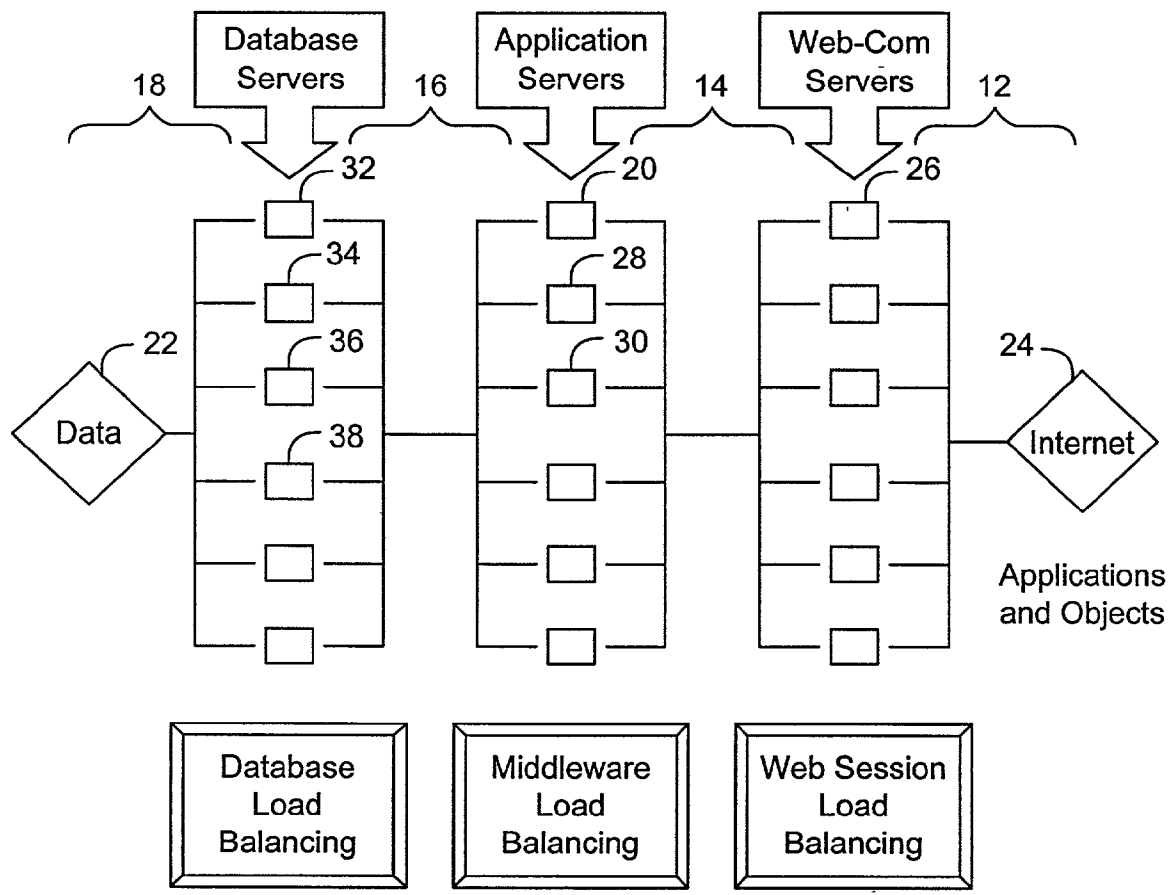 Database
Servers
Application
Servers
Web-Com
Servers
18
16
14
12
32
20
26
34
28
36
30
22
24
38
Data
Internet
Applications
and Objects
Database
Load
Balancing
Middleware
Load
Balancing
Web Session
Load
Balancing